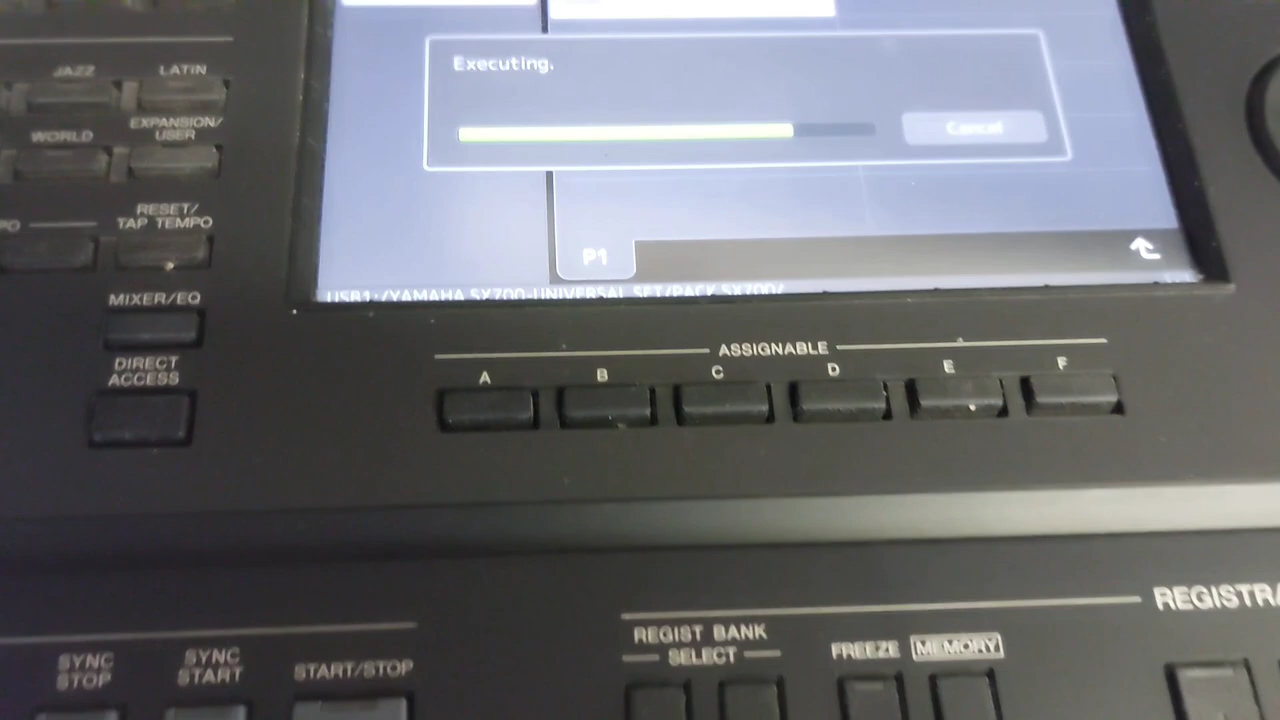 JAZZ
LATIN
WORLD
EXPANSION/
USER
RESET/
TAP TEMPO
MIXER/EQ
DIRECT
ACCESS
Executing.
Cancel
P1
USB1:/YAMAHA SX700-UNIVERSAL SET/PACK SX700/
ASSIGNABLE
A B C D E F
REGISTRA
REGIST BANK
SELECT
FREEZE
MEMORY
SYNC
STOP
SYNC
START
START/STOP